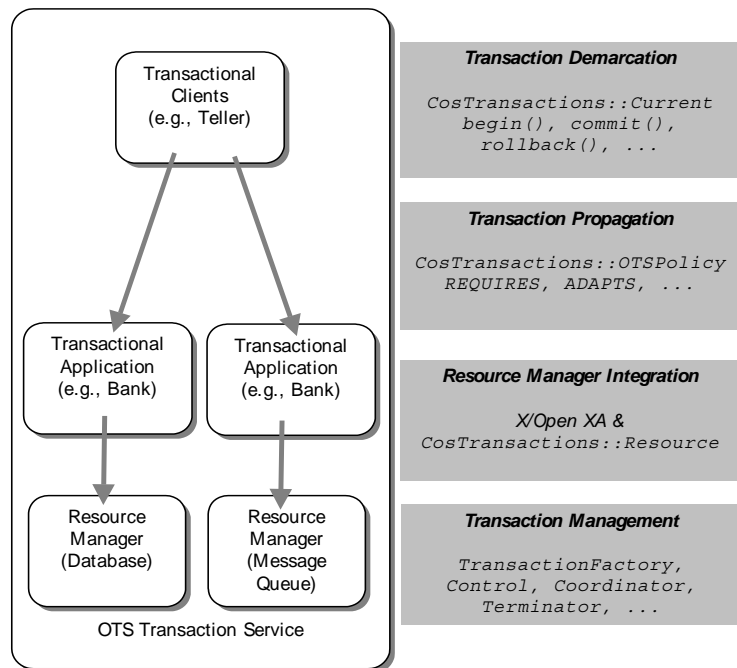 Transactional
Clients
(e.g., Teller)
Transactional
Application
(e.g., Bank)
Transactional
Application
(e.g., Bank)
Resource
Manager
(Database)
Resource
Manager
(Message
Queue)
OTS Transaction Service
Transaction Demarcation
CosTransactions::Current
begin(), commit(),
rollback(), ...
Transaction Propagation
CosTransactions::OTSPolicy
REQUIRES, ADAPTS, ...
Resource Manager Integration
X/Open XA &
CosTransactions::Resource
Transaction Management
TransactionFactory,
Control, Coordinator,
Terminator, ...